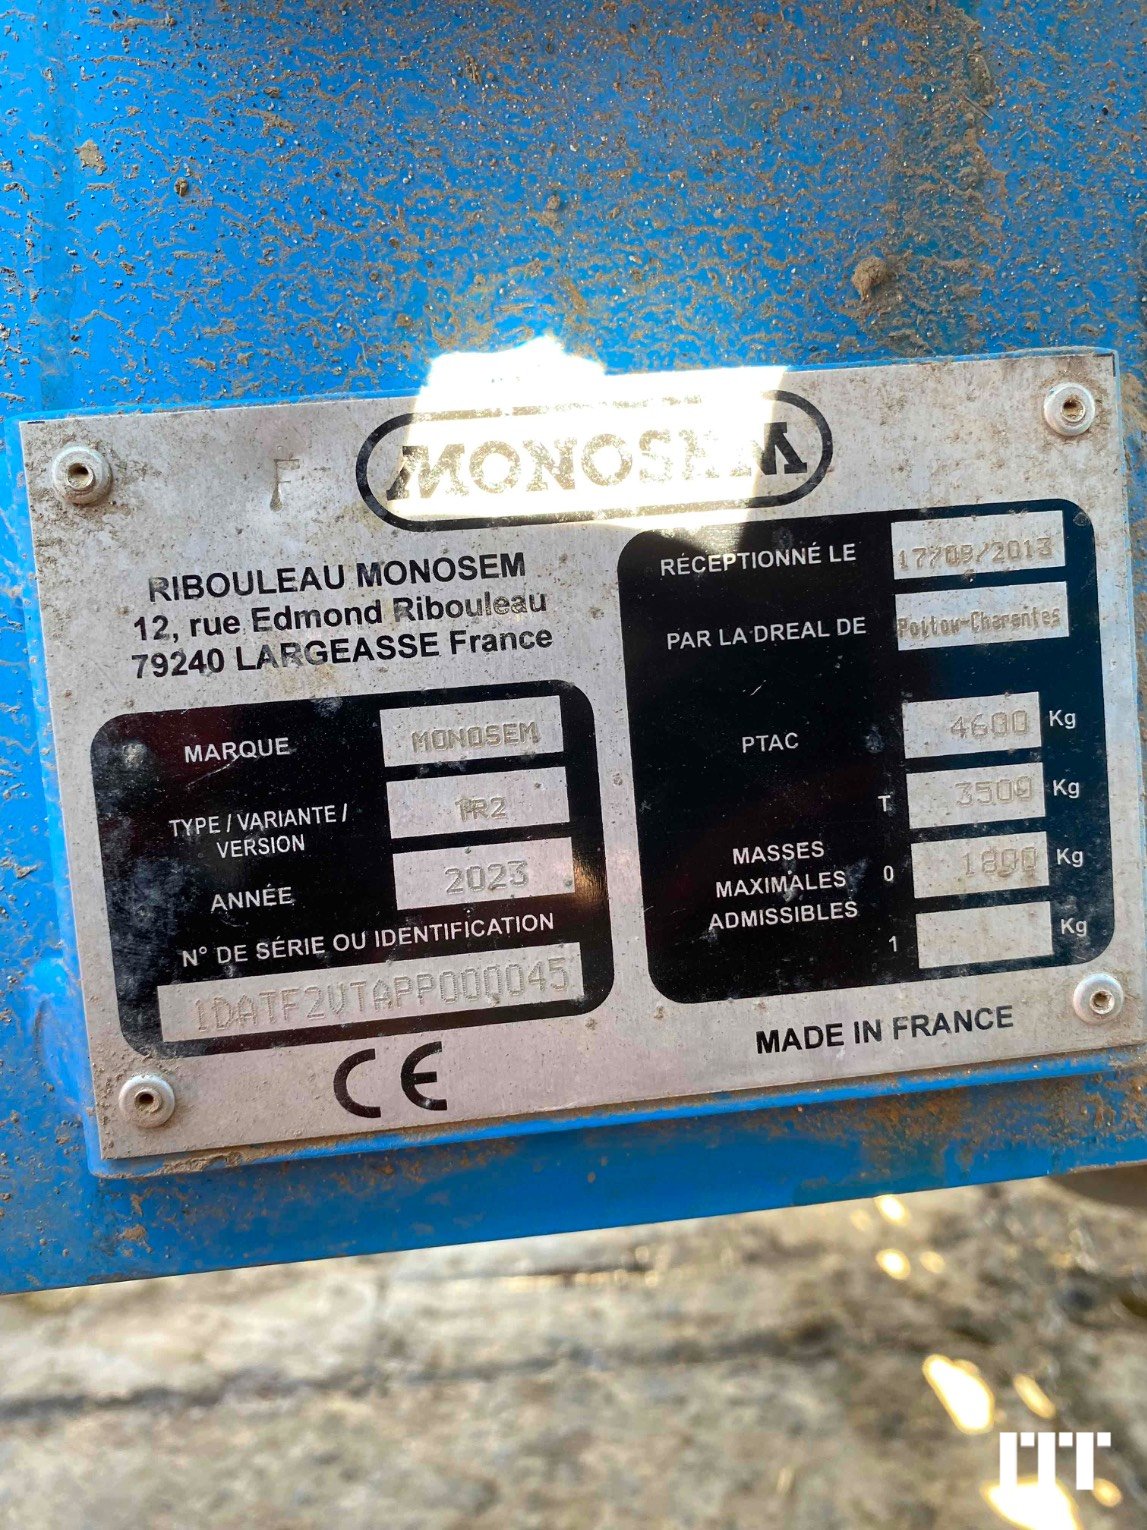 F
MONOSEM
RIBOULEAU MONOSEM
12, rue Edmond Ribouleau
79240 LARGEASSE France
MARQUE MONOSEM
TYPE / VARIANTE /
VERSION
PR2
ANNÉE 2023
N° DE SÉRIE OU IDENTIFICATION
1DATF2VTAPP000045
CE
RÉCEPTIONNÉ LE 17/09/2013
PAR LA DREAL DE Poitou-Charentes
PTAC 4600 Kg
MASSES
MAXIMALES
ADMISSIBLES
T 3500 Kg
0 1800 Kg
1 Kg
MADE IN FRANCE